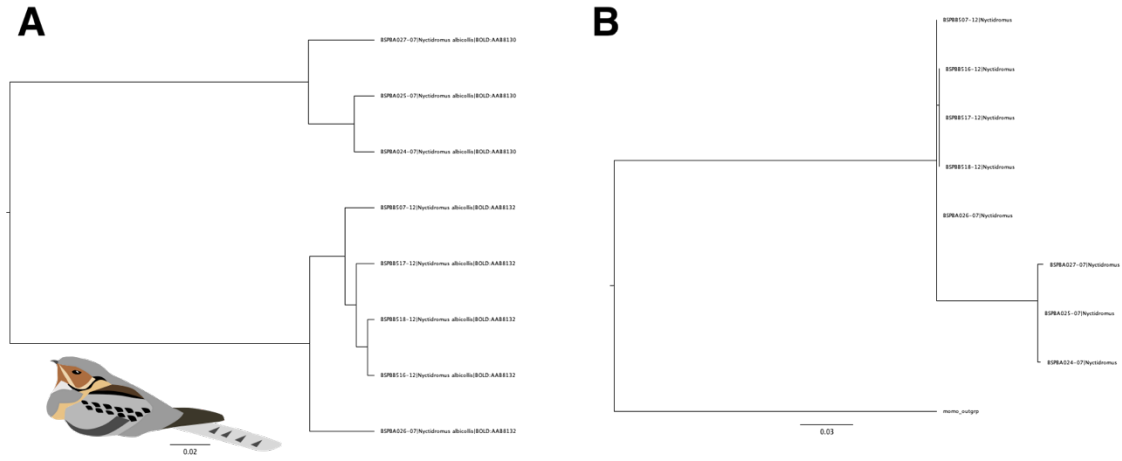 A
BSPBA027-07|Nyctidromus albicollis|BOLD:AAB8130
BSPBA025-07|Nyctidromus albicollis|BOLD:AAB8130
BSPBA024-07|Nyctidromus albicollis|BOLD:AAB8130
BSPBB507-12|Nyctidromus albicollis|BOLD:AAB8132
BSPBB517-12|Nyctidromus albicollis|BOLD:AAB8132
BSPBB518-12|Nyctidromus albicollis|BOLD:AAB8132
BSPBB516-12|Nyctidromus albicollis|BOLD:AAB8132
BSPBA026-07|Nyctidromus albicollis|BOLD:AAB8132
0.02
B
BSPBB507-12|Nyctidromus
BSPBB516-12|Nyctidromus
BSPBB517-12|Nyctidromus
BSPBB518-12|Nyctidromus
BSPBA026-07|Nyctidromus
BSPBA027-07|Nyctidromus
BSPBA025-07|Nyctidromus
BSPBA024-07|Nyctidromus
momo_outgrp
0.03